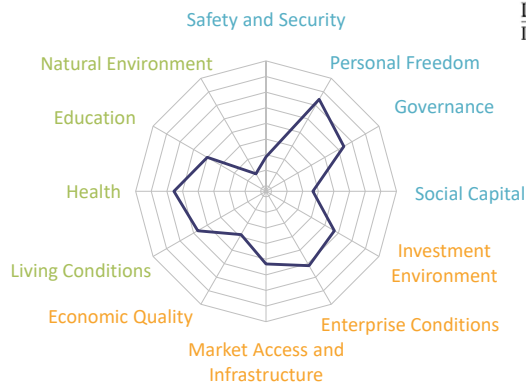 Safety and Security
Natural Environment
Personal Freedom
Education
Governance
Health
Social Capital
Investment
Environment
Living Conditions
Economic Quality
Enterprise Conditions
Market Access and
Infrastructure